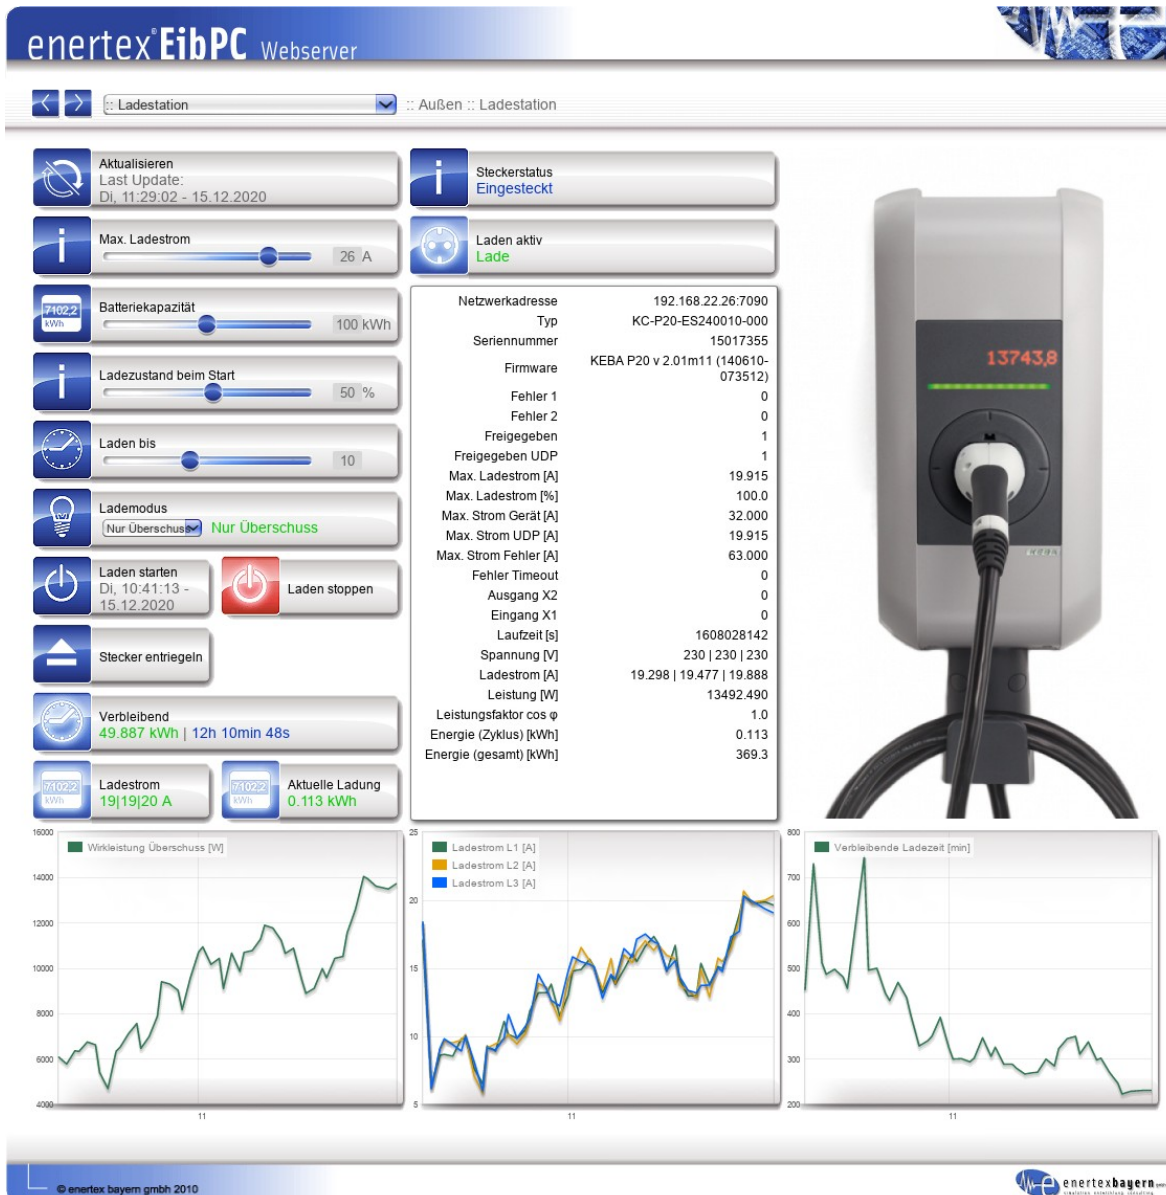 enertex® EibPC Webserver
:: Ladestation
:: Außen :: Ladestation
Aktualisieren
Last Update:
Di, 11:29:02 - 15.12.2020
Max. Ladestrom
26 A
7102,2
kWh
Batteriekapazität
100 kWh
Ladezustand beim Start
50 %
Laden bis
10
Lademodus
Nur Überschuss
Nur Überschuss
Laden starten
Di, 10:41:13 -
15.12.2020
Laden stoppen
Stecker entriegeln
Verbleibend
49.887 kWh | 12h 10min 48s
7102,2
kWh
Ladestrom
19|19|20 A
7102,2
kWh
Aktuelle Ladung
0.113 kWh
Steckerstatus
Eingesteckt
Laden aktiv
Lade
Netzwerkadresse 192.168.22.26:7090
Typ KC-P20-ES240010-000
Seriennummer 15017355
Firmware KEBA P20 v 2.01m11 (140610-
073512)
Fehler 1 0
Fehler 2 0
Freigegeben 1
Freigegeben UDP 1
Max. Ladestrom [A] 19.915
Max. Ladestrom [%] 100.0
Max. Strom Gerät [A] 32.000
Max. Strom UDP [A] 19.915
Max. Strom Fehler [A] 63.000
Fehler Timeout 0
Ausgang X2 0
Eingang X1 0
Laufzeit [s] 1608028142
Spannung [V] 230 | 230 | 230
Ladestrom [A] 19.298 | 19.477 | 19.888
Leistung [W] 13492.490
Leistungsfaktor cos φ 1.0
Energie (Zyklus) [kWh] 0.113
Energie (gesamt) [kWh] 369.3
13743,8
16000
14000
12000
10000
8000
6000
4000
Wirkleistung Überschuss [W]
11
25
20
15
10
5
Ladestrom L1 [A]
Ladestrom L2 [A]
Ladestrom L3 [A]
11
800
700
600
500
400
300
200
Verbleibende Ladezeit [min]
11
© enertex bayern gmbh 2010
enertexbayern
simulation entwicklung consulting